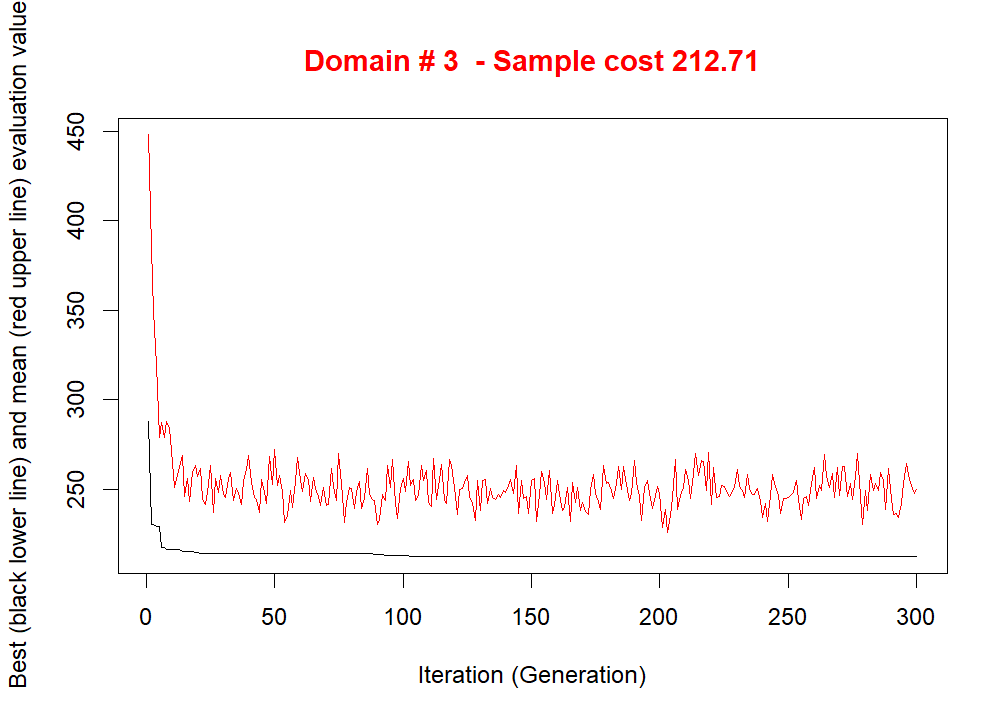 Domain # 3  - Sample cost 212.71
Best (black lower line) and mean (red upper line) evaluation value
450
400
350
300
250
0 50 100 150 200 250 300
Iteration (Generation)